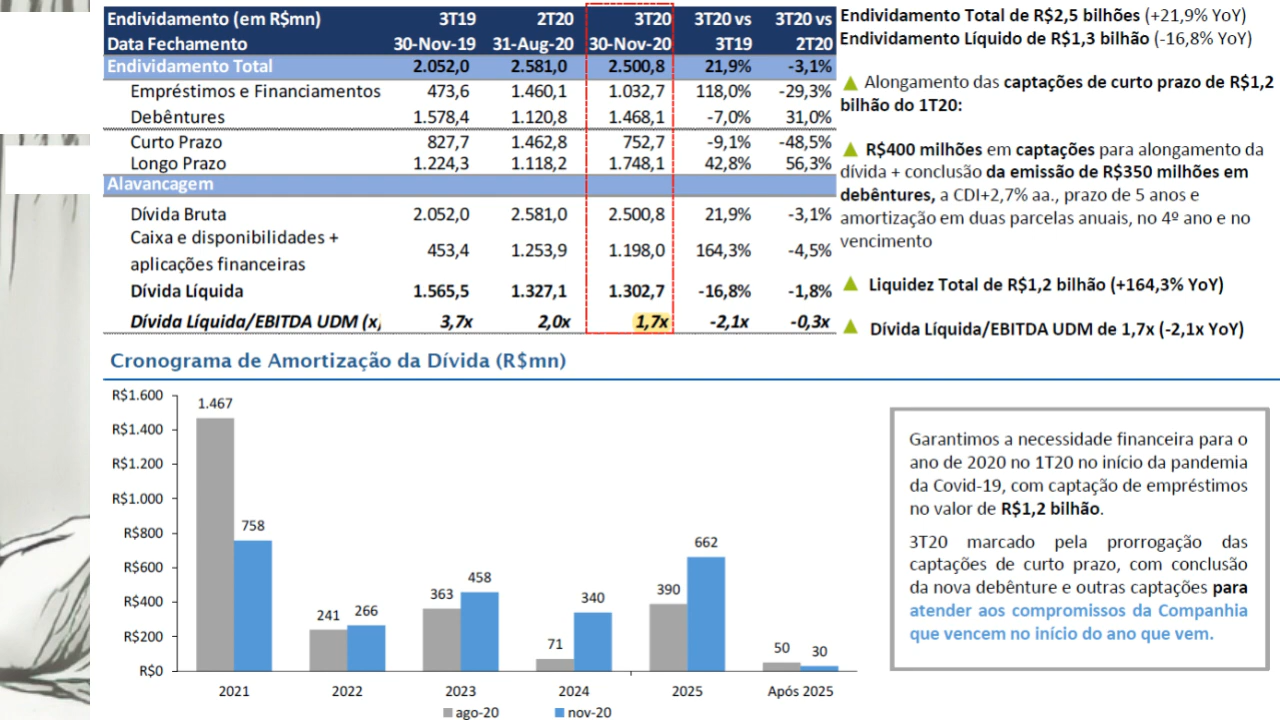 Endividamento (em R$mn) 3T19 2T20 3T20 3T20 vs 3T20 vs
Data Fechamento 30-Nov-19 31-Aug-20 30-Nov-20 3T19 2T20
Endividamento Total 2.052,0 2.581,0 2.500,8 21,9% -3,1%
Empréstimos e Financiamentos 473,6 1.460,1 1.032,7 118,0% -29,3%
Debêntures 1.578,4 1.120,8 1.468,1 -7,0% 31,0%
Curto Prazo 827,7 1.462,8 752,7 -9,1% -48,5%
Longo Prazo 1.224,3 1.118,2 1.748,1 42,8% 56,3%
Alavancagem
Dívida Bruta 2.052,0 2.581,0 2.500,8 21,9% -3,1%
Caixa e disponibilidades +
aplicações financeiras 453,4 1.253,9 1.198,0 164,3% -4,5%
Dívida Líquida 1.565,5 1.327,1 1.302,7 -16,8% -1,8%
Dívida Líquida/EBITDA UDM (x) 3,7x 2,0x 1,7x -2,1x -0,3x
Endividamento Total de R$2,5 bilhões (+21,9% YoY)
Endividamento Líquido de R$1,3 bilhão (-16,8% YoY)
Alongamento das captações de curto prazo de R$1,2
bilhão do 1T20:
R$400 milhões em captações para alongamento da
dívida + conclusão da emissão de R$350 milhões em
debêntures, a CDI+2,7% aa., prazo de 5 anos e
amortização em duas parcelas anuais, no 4º ano e no
vencimento
Liquidez Total de R$1,2 bilhão (+164,3% YoY)
Dívida Líquida/EBITDA UDM de 1,7x (-2,1x YoY)
Cronograma de Amortização da Dívida (R$mn)
R$1.600
R$1.400
R$1.200
R$1.000
R$800
R$600
R$400
R$200
R$0
1.467 758
241 266
363 458
71 340
390 662
50 30
2021 2022 2023 2024 2025 Após 2025
ago-20 nov-20
Garantimos a necessidade financeira para o
ano de 2020 no 1T20 no início da pandemia
da Covid-19, com captação de empréstimos
no valor de R$1,2 bilhão.
3T20 marcado pela prorrogação das
captações de curto prazo, com conclusão
da nova debênture e outras captações para
atender aos compromissos da Companhia
que vencem no início do ano que vem.